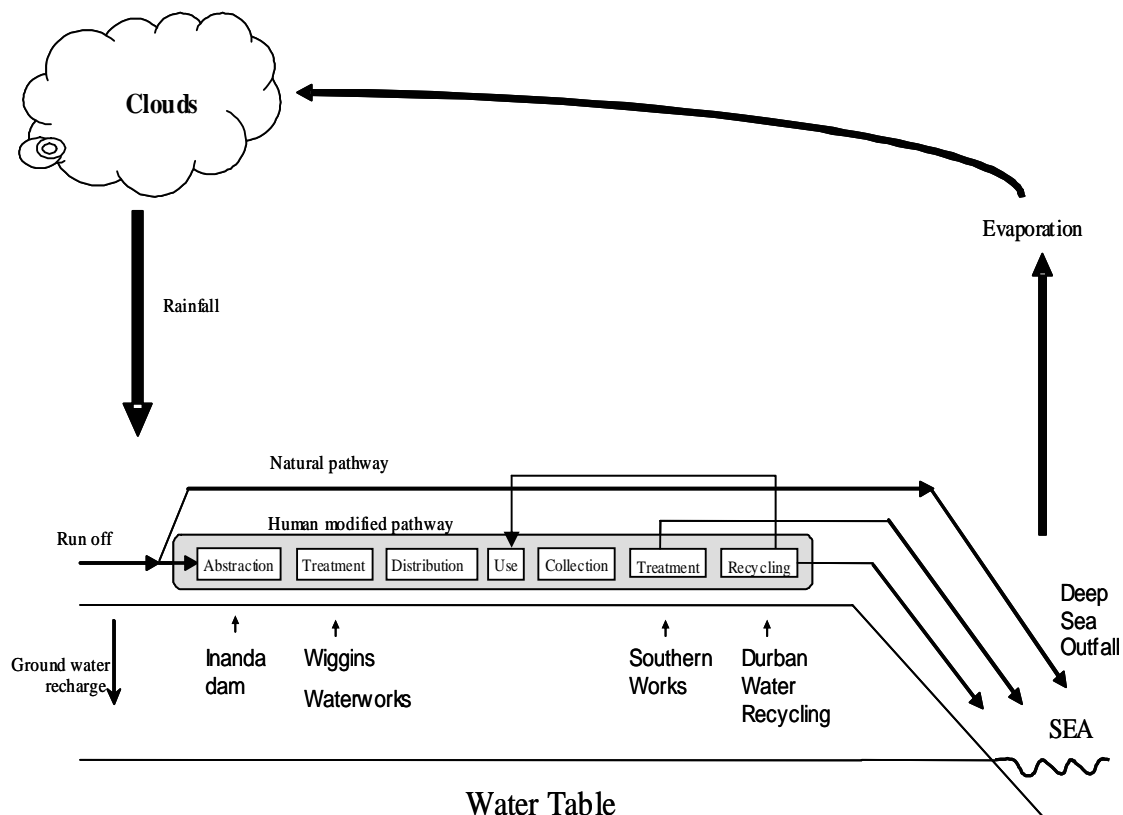 Clouds
Evaporation
Rainfall
Natural pathway
Human modified pathway
Run off
Abstraction
Treatment
Distribution
Use
Collection
Treatment
Recycling
Deep
Sea
Outfall
Ground water
recharge
Inanda
dam
Wiggins
Waterworks
Southern
Works
Durban
Water
Recycling
SEA
Water Table